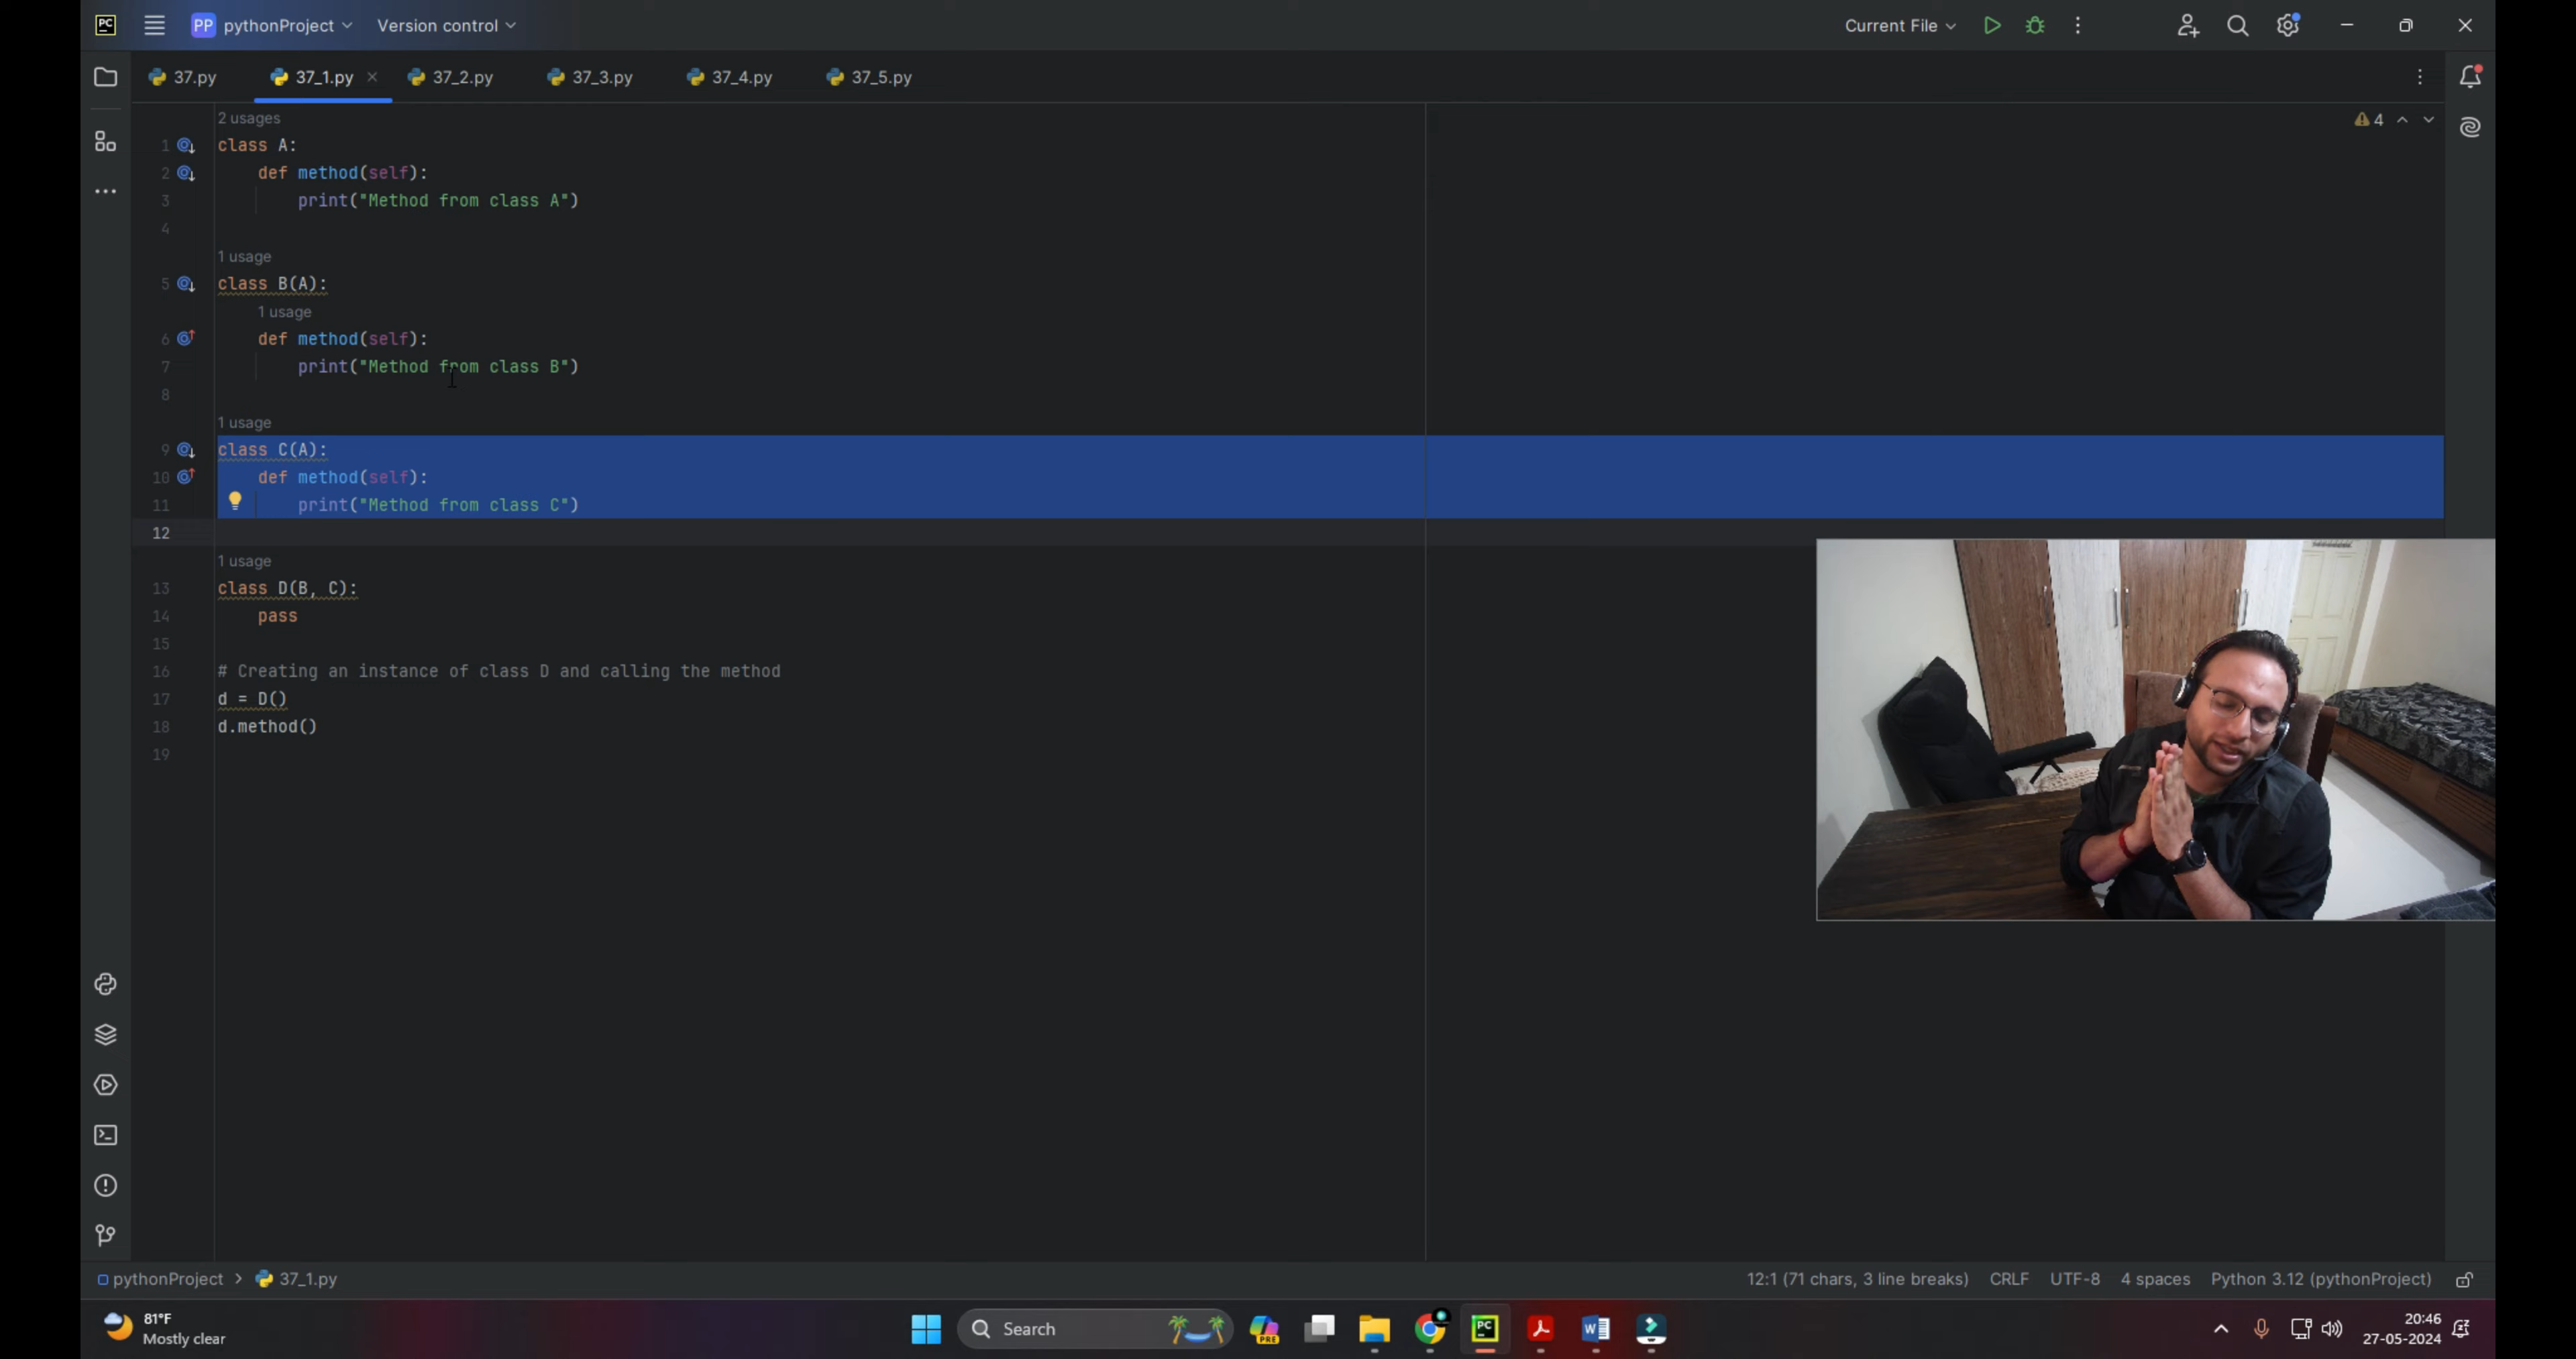 PC
PP pythonProject Version control Current File
37.py 37_1.py 37_2.py 37_3.py 37_4.py 37_5.py
2 usages
4
1 class A:
2 def method(self):
3 print("Method from class A")
4
1 usage
5 class B(A):
1 usage
6 def method(self):
7 print("Method from class B")
8
1 usage
9 class C(A):
10 def method(self):
11 print("Method from class C")
12
1 usage
13 class D(B, C):
14 pass
15
16 # Creating an instance of class D and calling the method
17 d = D()
18 d.method()
19
pythonProject > 37_1.py 12:1 (71 chars, 3 line breaks) CRLF UTF-8 4 spaces Python 3.12 (pythonProject)
81°F
Mostly clear
Search
PRE
PC
W
20:46
27-05-2024